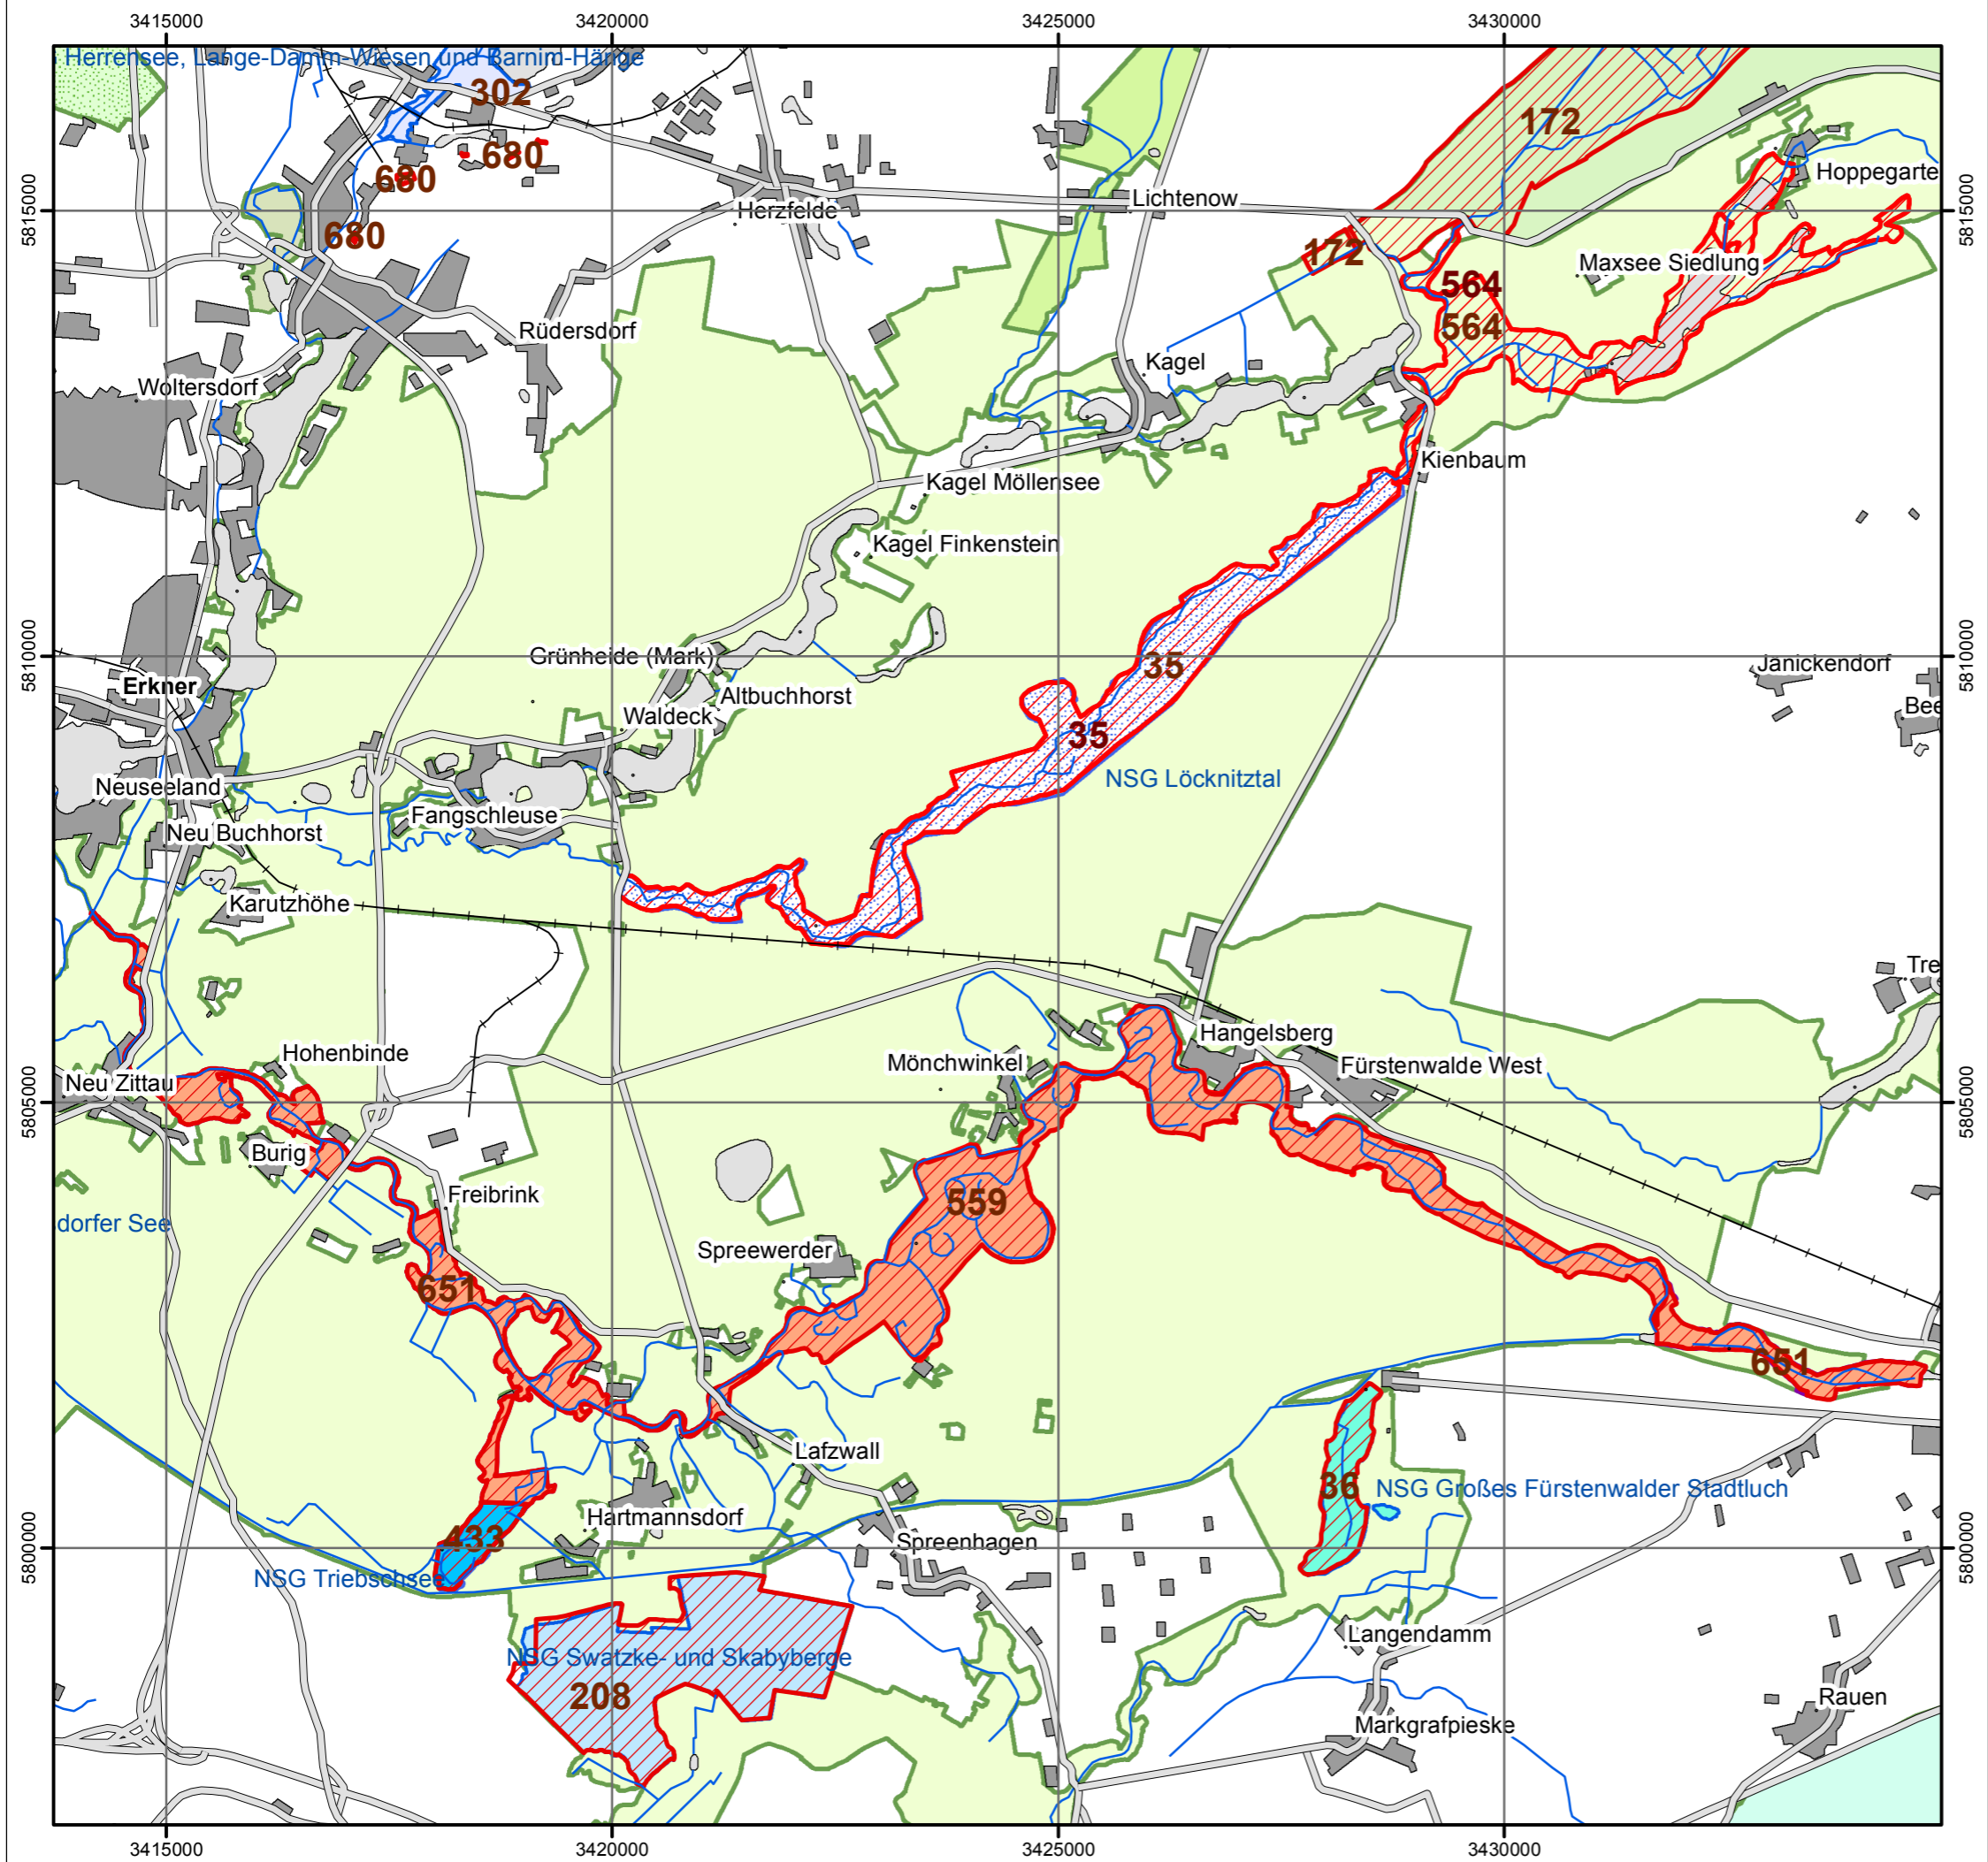 3415000 3420000 3425000 3430000
Herrensee, Lange-Damm-Wiesen und Barnim-Hänge
302
172
680
680
Hoppegarte
5815000
Herzfelde
Lichtenow
5815000
680
172
Maxsee Siedlung
564
564
Rüdersdorf
Kagel
Woltersdorf
Kienbaum
Kagel Möllensee
Kagel Finkenstein
5810000
Grünheide (Mark)
35
Janickendorf
5810000
Erkner
Altbuchhorst
Bee
Waldeck
35
Neuseeland
NSG Löcknitztal
Fangschleuse
Neu Buchhorst
Karutzhöhe
Tre
Hangelsberg
Hohenbinde
Mönchwinkel
Fürstenwalde West
Neu Zittau
5805000
5805000
Burig
Freibrink
559
dorfer See
Spreewerder
651
651
Lafzwall
36
NSG Großes Fürstenwalder Stadtluch
Hartmannsdorf
433
Spreenhagen
5800000
5800000
NSG Triebschsee
Langendamm
NSG Swatzke- und Skabyberge
208
Rauen
Markgrafpieske
3415000 3420000 3425000 3430000